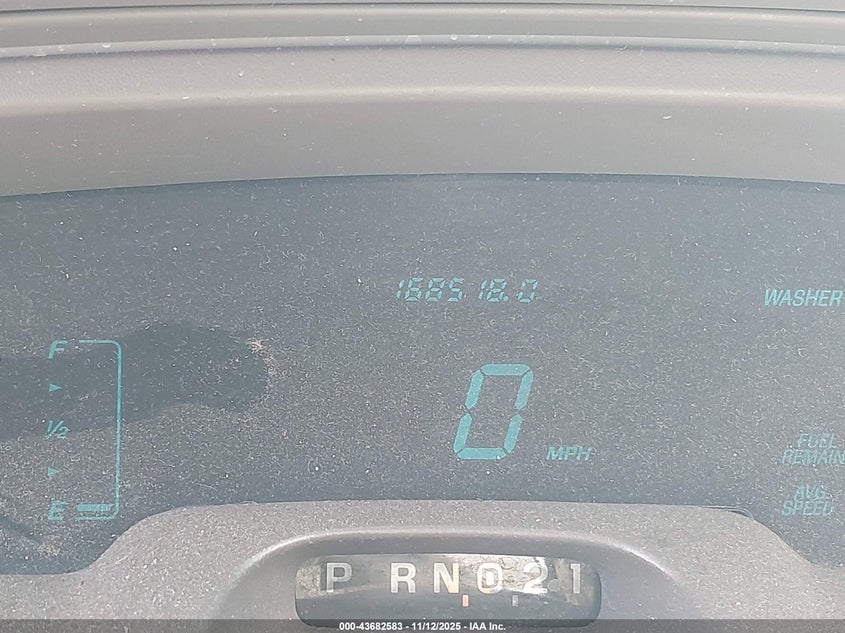 168518.0
WASHER
F
1/2
E
0 MPH
FUEL
REMAIN
AVG
SPEED
P R N D 2 1
000-43682583 - 11/12/2025 - IAA Inc.